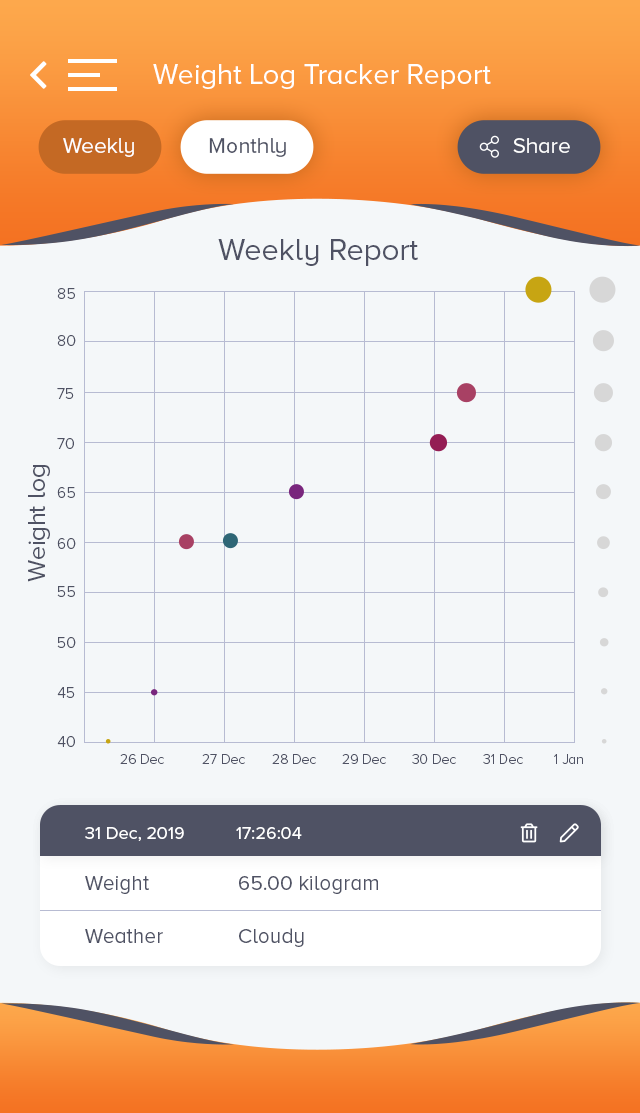 Weight Log Tracker Report
Weekly Monthly Share
Weekly Report
Weight log
85
80
75
70
65
60
55
50
45
40
26 Dec 27 Dec 28 Dec 29 Dec 30 Dec 31 Dec 1 Jan
31 Dec, 2019 17:26:04
Weight 65.00 kilogram
Weather Cloudy